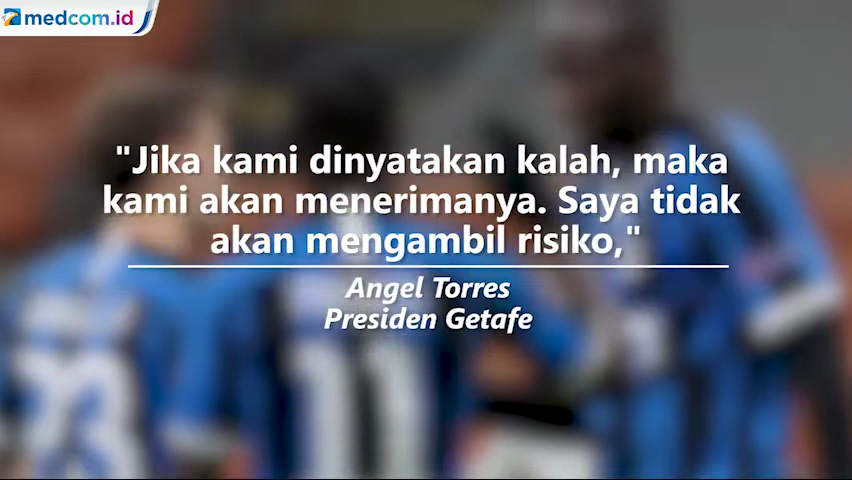 medcom.id
"Jika kami dinyatakan kalah, maka
kami akan menerimanya. Saya tidak
akan mengambil risiko,"
Angel Torres
Presiden Getafe